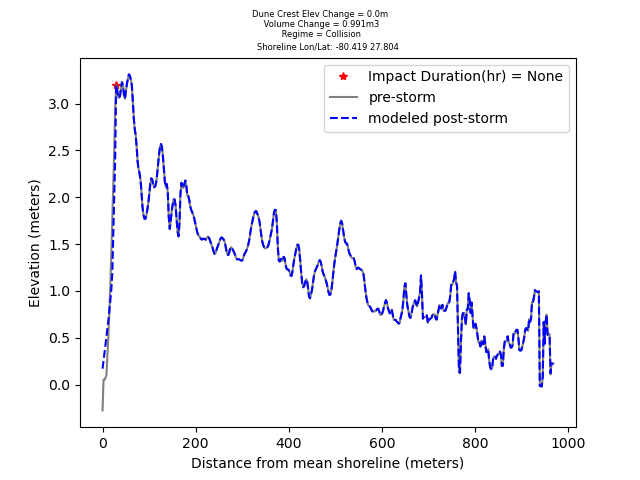 Dune Crest Elev Change = 0.0m
Volume Change = 0.991m3
Regime = Collision
Shoreline Lon/Lat: -80.419 27.804
Impact Duration(hr) = None
pre-storm
modeled post-storm
3.0
2.5
2.0
1.5
1.0
0.5
0.0
Elevation (meters)
0 200 400 600 800 1000
Distance from mean shoreline (meters)